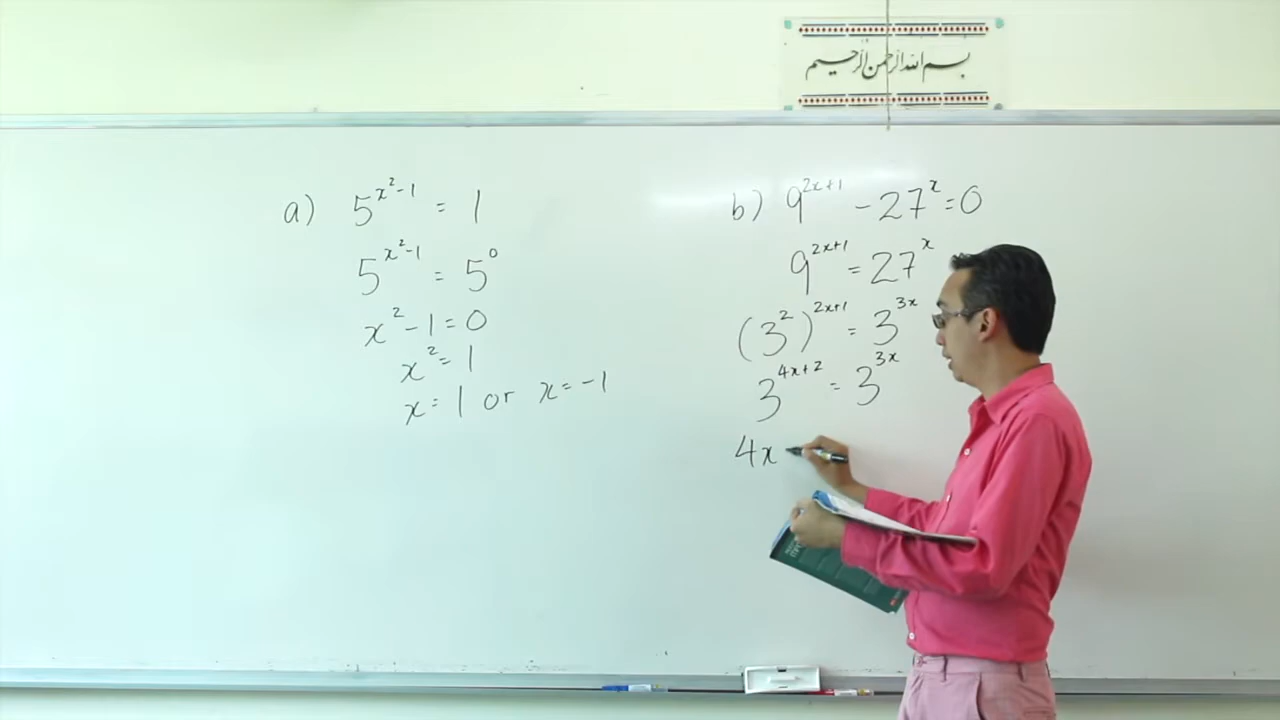 بسم الله الرحمن الرحيم
a) 5^{x²-1} = 1
5^{x²-1} = 5⁰
x²-1=0
x²=1
x=1 or x=-1
b) 9^{2x+1} - 27^x = 0
9^{2x+1} = 27^x
(3²)^{2x+1} = 3^{3x}
3^{4x+2} = 3^{3x}
4x